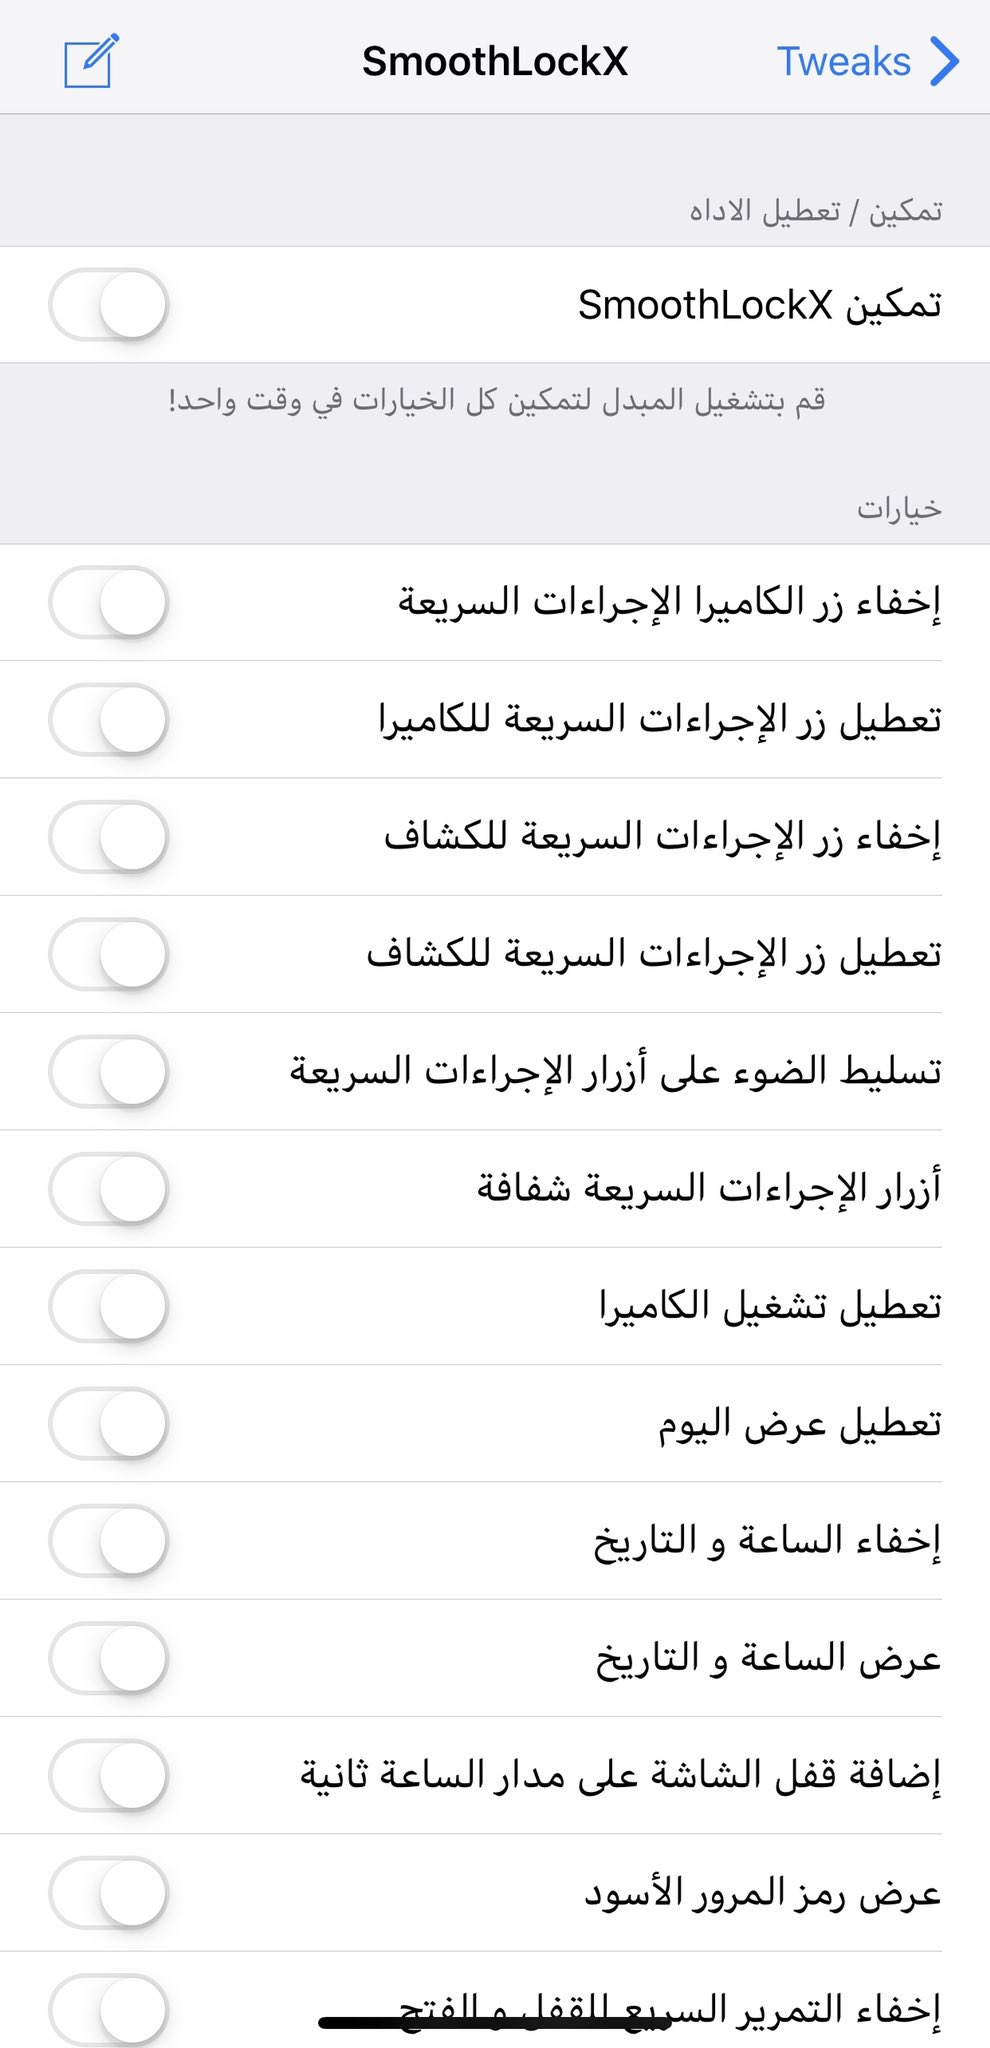 Tweaks
SmoothLockX
تمكين / تعطيل الاداه
تمكين SmoothLockX
قم بتشغيل المبدل لتمكين كل الخيارات في وقت واحد!
خيارات
إخفاء زر الكاميرا الإجراءات السريعة
تعطيل زر الإجراءات السريعة للكاميرا
إخفاء زر الإجراءات السريعة للكشاف
تعطيل زر الإجراءات السريعة للكشاف
تسليط الضوء على أزرار الإجراءات السريعة
أزرار الإجراءات السريعة شفافة
تعطيل تشغيل الكاميرا
تعطيل عرض اليوم
إخفاء الساعة و التاريخ
عرض الساعة و التاريخ
إضافة قفل الشاشة على مدار الساعة ثانية
عرض رمز المرور الأسود
إخفاء التمرير السريع للقفل و الفتح